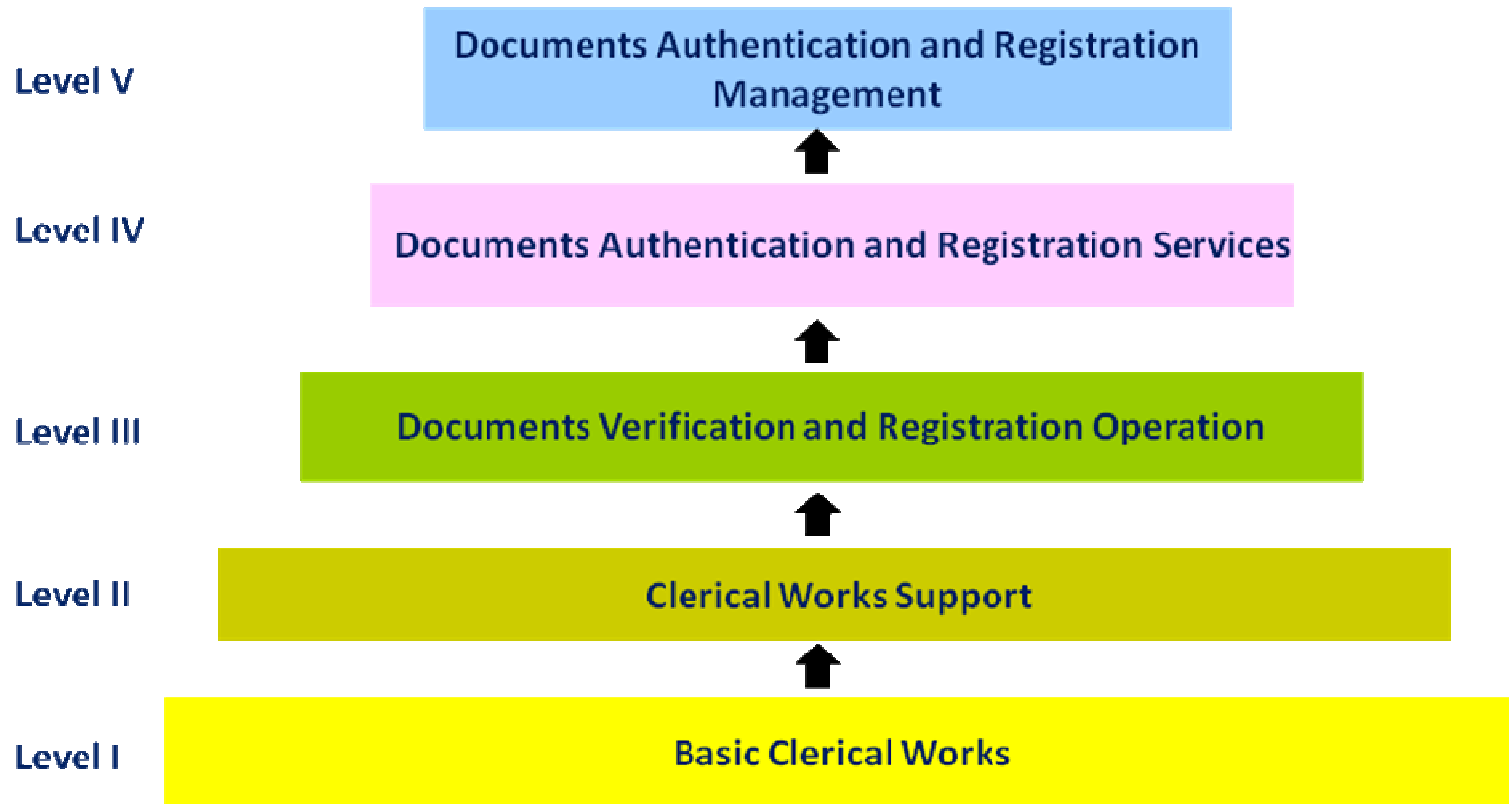 Level V
Documents Authentication and Registration
Management
Level IV
Documents Authentication and Registration Services
Level III
Documents Verification and Registration Operation
Level II
Clerical Works Support
Level I
Basic Clerical Works